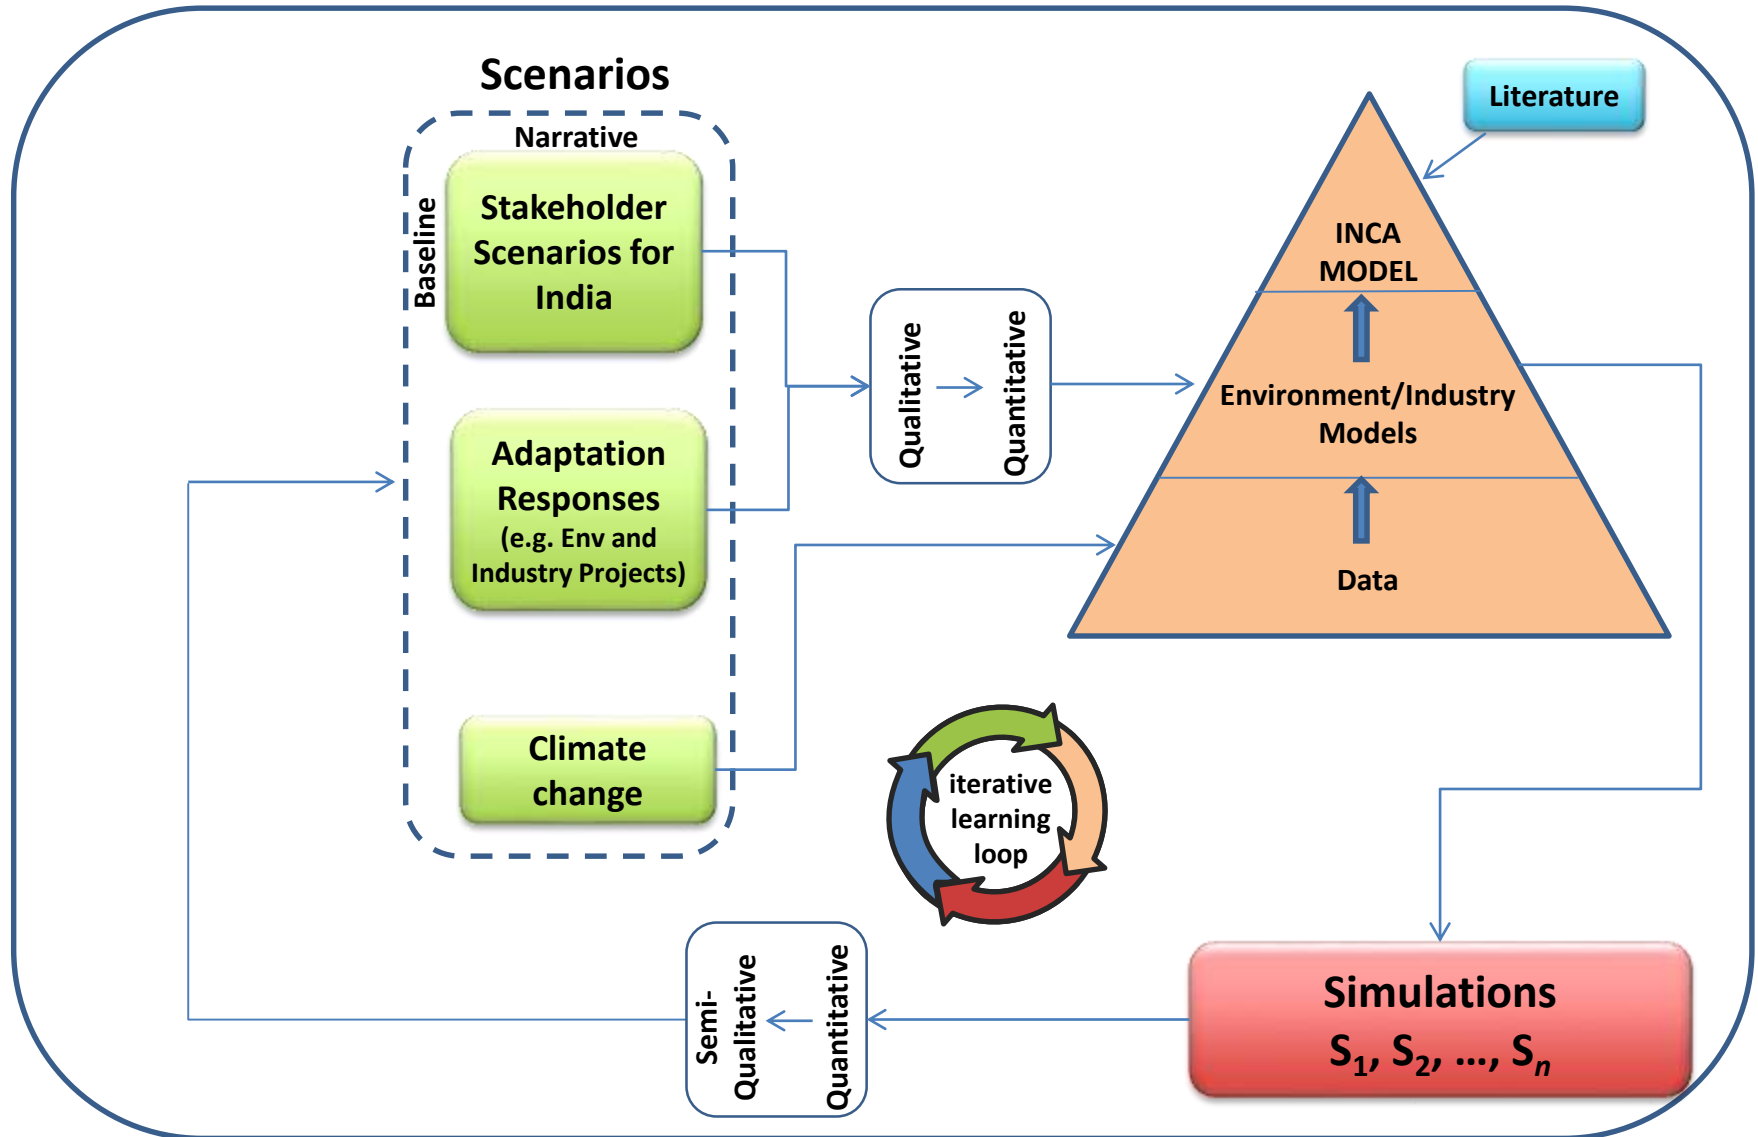 Scenarios
Narrative
Baseline
Stakeholder
Scenarios for
India
Adaptation
Responses
(e.g. Env and
Industry Projects)
Climate
change
Qualitative
Quantitative
Literature
INCA
MODEL
Environment/Industry
Models
Data
iterative
learning
loop
Simulations
S1, S2, ..., Sn
Semi-
Qualitative
Quantitative